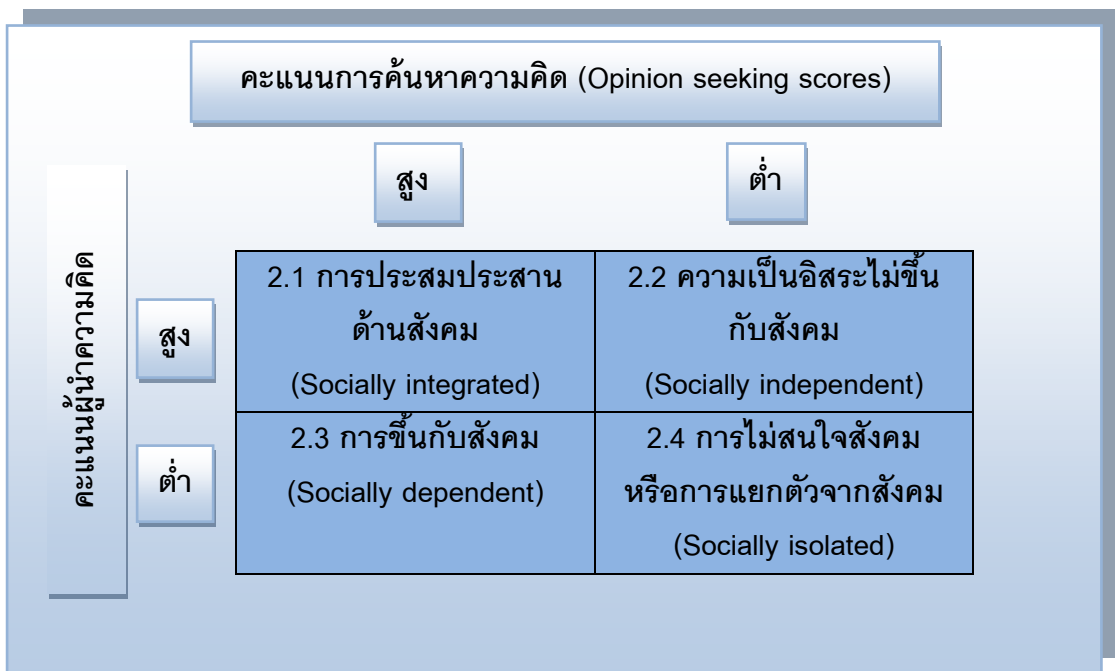 คะแนนการค้นหาความคิด (Opinion seeking scores)
สูง
ต่ำ
คะแนนผู้นำความคิด
สูง
2.1 การประสมประสาน
ด้านสังคม
(Socially integrated)
2.2 ความเป็นอิสระไม่ขึ้น
กับสังคม
(Socially independent)
ต่ำ
2.3 การขึ้นกับสังคม
(Socially dependent)
2.4 การไม่สนใจสังคม
หรือการแยกตัวจากสังคม
(Socially isolated)